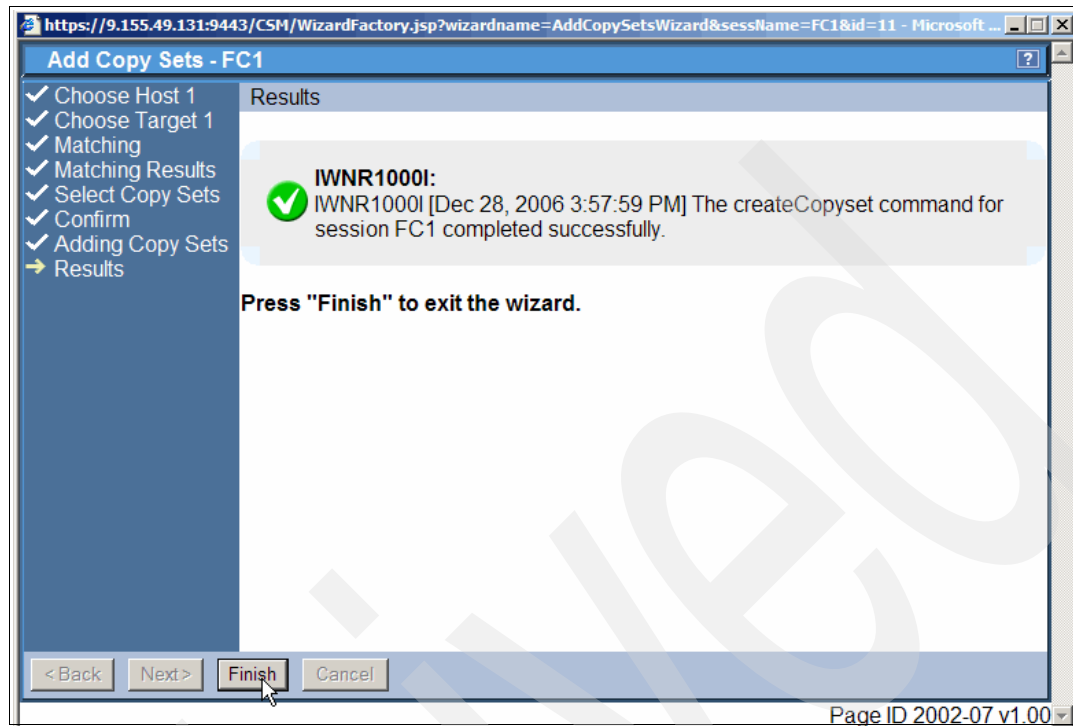 https://9.155.49.131:9443/CSM/WizardFactory.jsp?wizardname=AddCopySetsWizard&sessName=FC1&id=11 - Microsoft ...
Add Copy Sets - FC1
?
Choose Host 1
Choose Target 1
Matching
Matching Results
Select Copy Sets
Confirm
Adding Copy Sets
Results
Results
IWNR1000I:
IWNR1000I [Dec 28, 2006 3:57:59 PM] The createCopyset command for
session FC1 completed successfully.
Press "Finish" to exit the wizard.
< Back
Next >
Finish
Cancel
Page ID 2002-07 v1.00